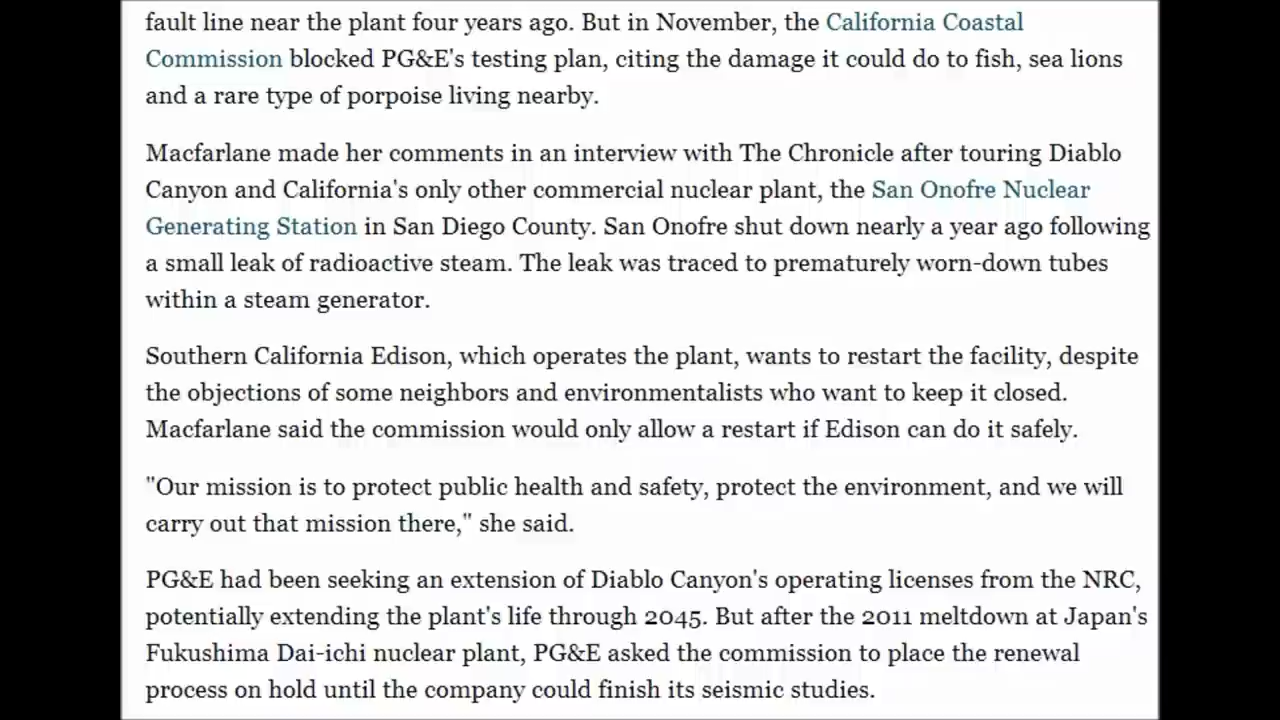 fault line near the plant four years ago. But in November, the California Coastal
Commission blocked PG&E's testing plan, citing the damage it could do to fish, sea lions
and a rare type of porpoise living nearby.
Macfarlane made her comments in an interview with The Chronicle after touring Diablo
Canyon and California's only other commercial nuclear plant, the San Onofre Nuclear
Generating Station in San Diego County. San Onofre shut down nearly a year ago following
a small leak of radioactive steam. The leak was traced to prematurely worn-down tubes
within a steam generator.
Southern California Edison, which operates the plant, wants to restart the facility, despite
the objections of some neighbors and environmentalists who want to keep it closed.
Macfarlane said the commission would only allow a restart if Edison can do it safely.
"Our mission is to protect public health and safety, protect the environment, and we will
carry out that mission there," she said.
PG&E had been seeking an extension of Diablo Canyon's operating licenses from the NRC,
potentially extending the plant's life through 2045. But after the 2011 meltdown at Japan's
Fukushima Dai-ichi nuclear plant, PG&E asked the commission to place the renewal
process on hold until the company could finish its seismic studies.